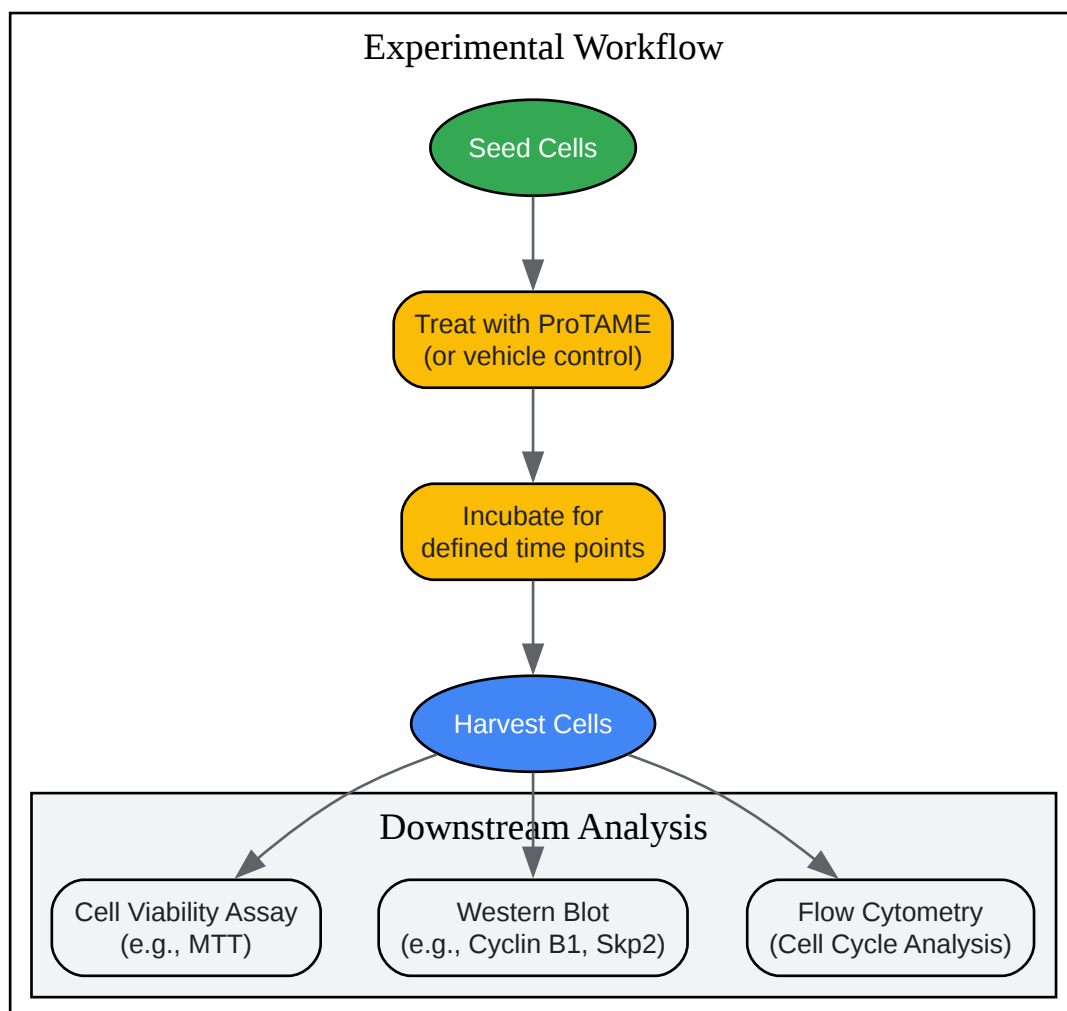 Experimental Workflow
Seed Cells
Treat with ProTAME
(or vehicle control)
Incubate for
defined time points
Harvest Cells
Downstream Analysis
Cell Viability Assay
(e.g., MTT)
Western Blot
(e.g., Cyclin B1, Skp2)
Flow Cytometry
(Cell Cycle Analysis)